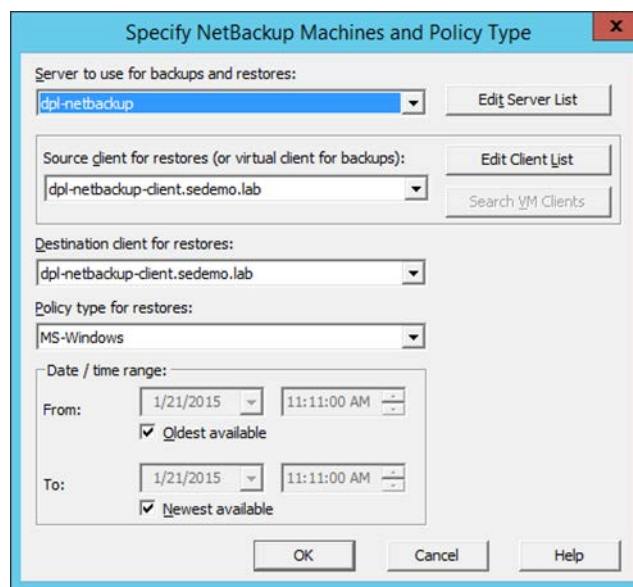 Specify NetBackup Machines and Policy Type
x
Server to use for backups and restores:
dpl-netbackup
Edit Server List
Source client for restores (or virtual client for backups):
Edit Client List
dpl-netbackup-client.sedemo.lab
Search VM Clients
Destination client for restores:
dpl-netbackup-client.sedemo.lab
Policy type for restores:
MS-Windows
Date / time range:
From:
1/21/2015
11:11:00 AM
Oldest available
To:
1/21/2015
11:11:00 AM
Newest available
OK
Cancel
Help